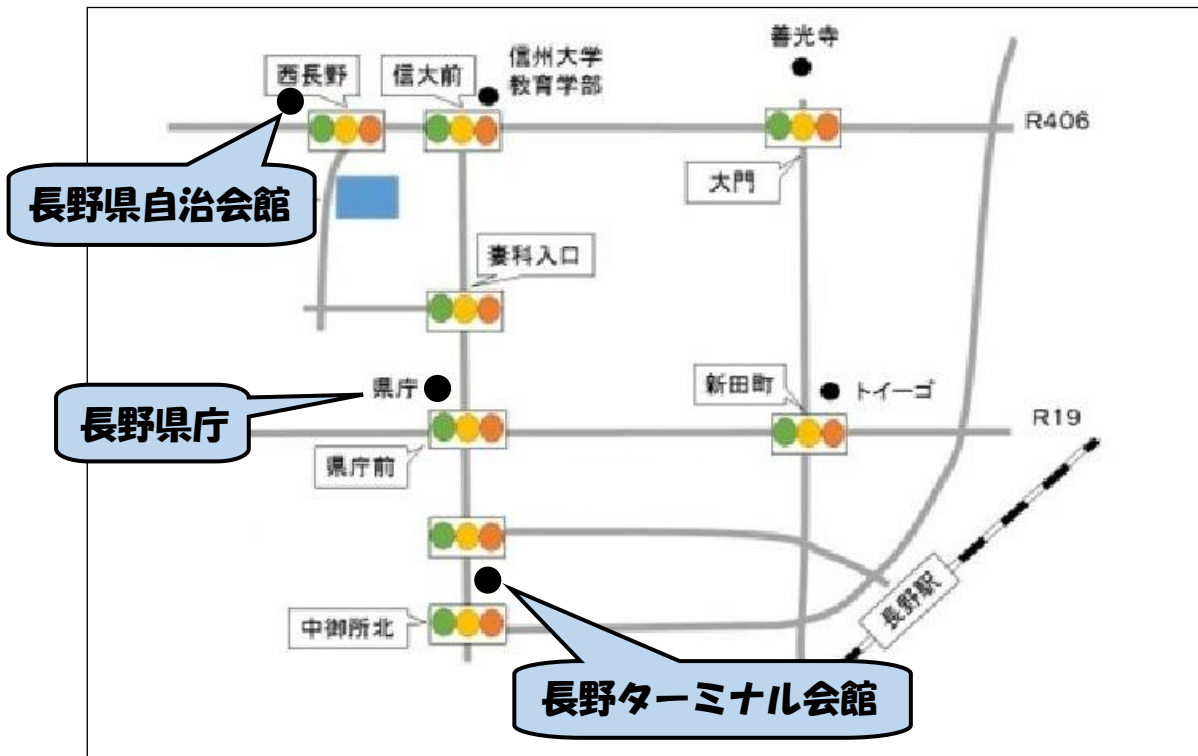 善光寺
信州大学
教育学部
西長野
信大前
R406
大門
長野県自治会館
妻科入口
県庁
新田町
トイーゴ
長野県庁
R19
県庁前
長野駅
中御所北
長野ターミナル会館